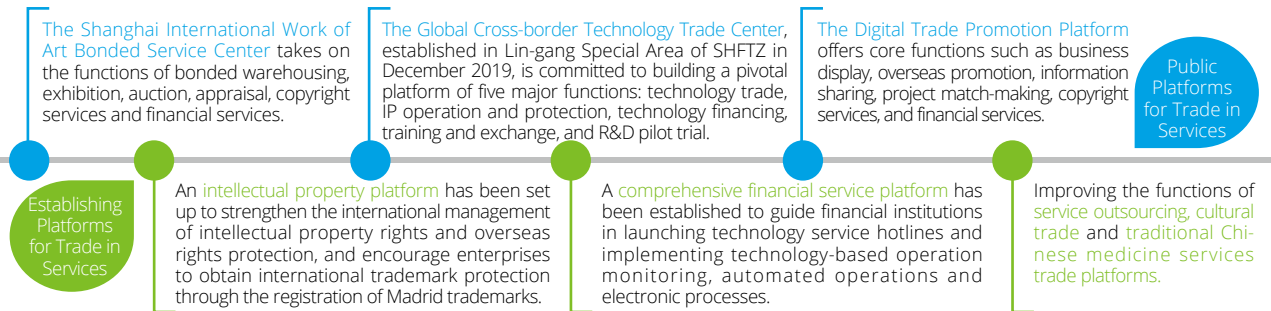 The Shanghai International Work of
Art Bonded Service Center takes on
the functions of bonded warehousing,
exhibition, auction, appraisal, copyright
services and financial services.
The Global Cross-border Technology Trade Center,
established in Lin-gang Special Area of SHFTZ in
December 2019, is committed to building a pivotal
platform of five major functions: technology trade,
IP operation and protection, technology financing,
training and exchange, and R&D pilot trial.
The Digital Trade Promotion Platform
offers core functions such as business
display, overseas promotion, information
sharing, project match-making, copyright
services, and financial services.
Public
Platforms
for Trade in
Services
Establishing
Platforms
for Trade in
Services
An intellectual property platform has been set
up to strengthen the international management
of intellectual property rights and overseas
rights protection, and encourage enterprises
to obtain international trademark protection
through the registration of Madrid trademarks.
A comprehensive financial service platform has
been established to guide financial institutions
in launching technology service hotlines and
implementing technology-based operation
monitoring, automated operations and
electronic processes.
Improving the functions of
service outsourcing, cultural
trade and traditional Chi-
nese medicine services
trade platforms.